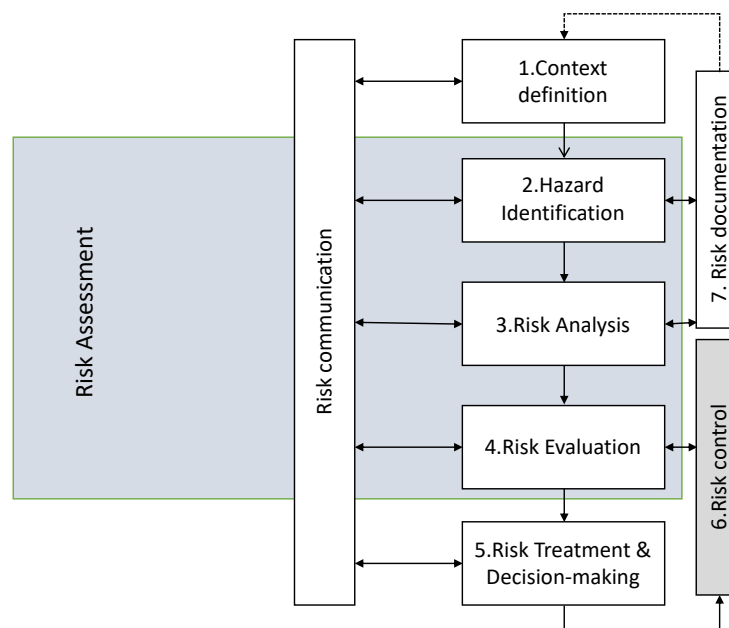 1.Context
definition
2.Hazard
Identification
3.Risk Analysis
4.Risk Evaluation
5.Risk Treatment &
Decision-making
Risk Assessment
Risk communication
7. Risk documentation
6.Risk control